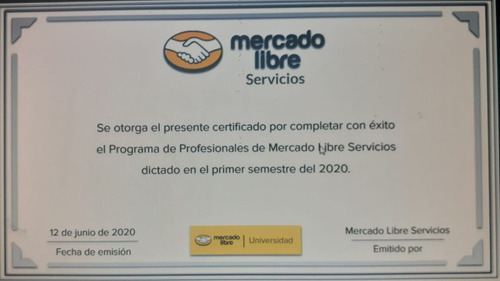 mercado
libre
Servicios
Se otorga el presente certificado por completar con éxito
el Programa de Profesionales de Mercado Libre Servicios
dictado en el primer semestre del 2020.
12 de junio de 2020
Fecha de emisión
mercado
libre
Universidad
Mercado Libre Servicios
Emitido por